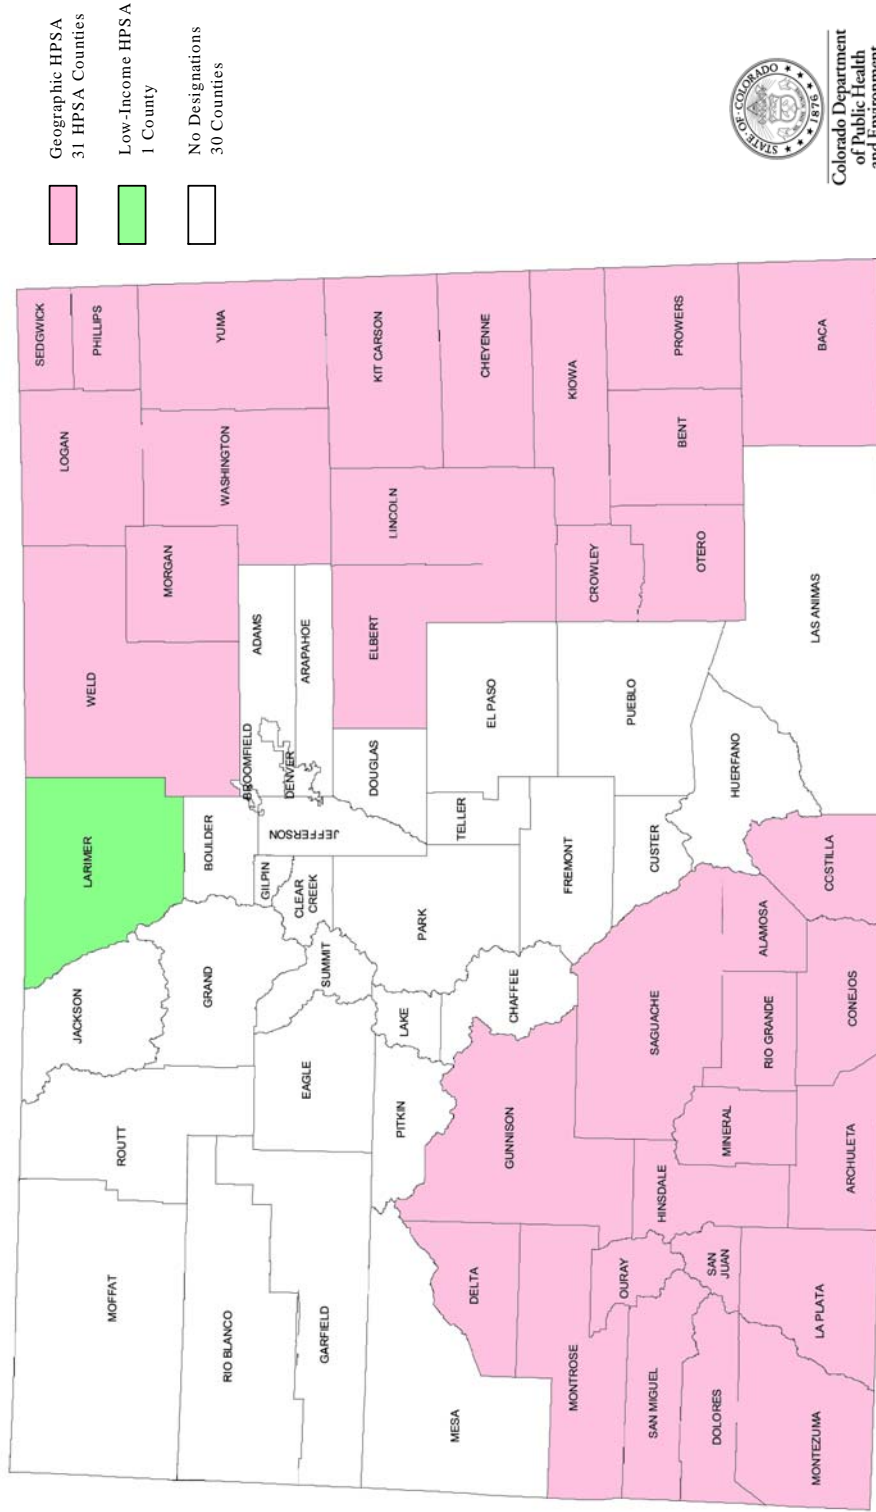 Geographic HPSA
31 HPSA Counties
Low-Income HPSA
1 County
No Designations
30 Counties
STATE·OF·COLORADO
★ ★ ★ 1876 ★ ★ ★
Colorado Department
of Public Health
and Environment
SEDGWICK
PHILLIPS
YUMA
KIT CARSON
CHEYENNE
KIOWA
PROWERS
BACA
LOGAN
WASHINGTON
LINCOLN
BENT
MORGAN
CROWLEY
OTERO
WELD
ADAMS
ARAPAHOE
ELBERT
LAS ANIMAS
EL PASO
PUEBLO
BROOMFIELD
DENVER
DOUGLAS
HUERFANO
LARIMER
BOULDER
JEFFERSON
TELLER
GILPIN
CLEAR
CREEK
FREMONT
CUSTER
COSTILLA
PARK
ALAMOSA
JACKSON
GRAND
SUMMIT
LAKE
CHAFFEE
SAGUACHE
RIO GRANDE
CONEJOS
ROUTT
EAGLE
PITKIN
GUNNISON
MINERAL
HINSDALE
ARCHULETA
MOFFAT
RIO BLANCO
GARFIELD
DELTA
OURAY
SAN
JUAN
LA PLATA
MESA
MONTROSE
SAN MIGUEL
DOLORES
MONTEZUMA